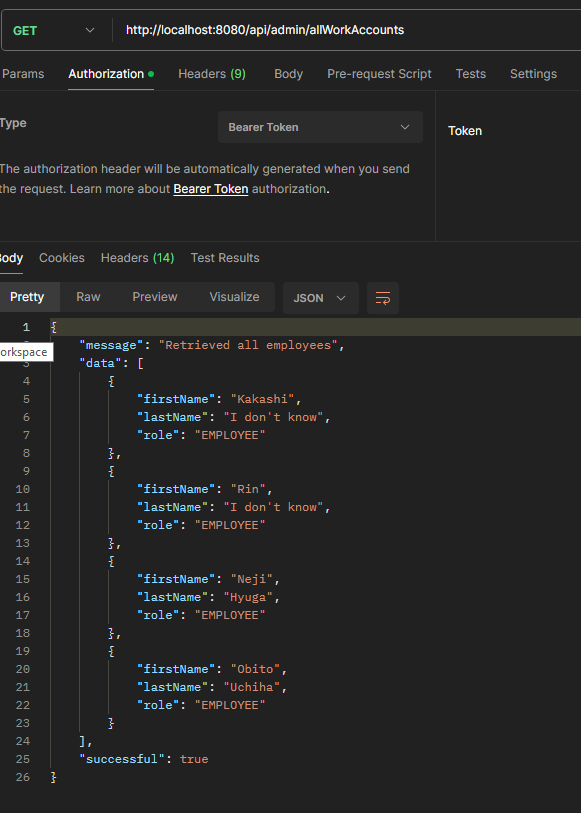 GET http://localhost:8080/api/admin/allWorkAccounts
Params Authorization Headers (9) Body Pre-request Script Tests Settings
Type Bearer Token Token
The authorization header will be automatically generated when you send
the request. Learn more about Bearer Token authorization.
Body Cookies Headers (14) Test Results
Pretty Raw Preview Visualize JSON
1 {
orkspace "message": "Retrieved all employees",
3 "data": [
4 {
5 "firstName": "Kakashi",
6 "lastName": "I don't know",
7 "role": "EMPLOYEE"
8 },
9 {
10 "firstName": "Rin",
11 "lastName": "I don't know",
12 "role": "EMPLOYEE"
13 },
14 {
15 "firstName": "Neji",
16 "lastName": "Hyuga",
17 "role": "EMPLOYEE"
18 },
19 {
20 "firstName": "Obito",
21 "lastName": "Uchiha",
22 "role": "EMPLOYEE"
23 }
24 ],
25 "successful": true
26 }